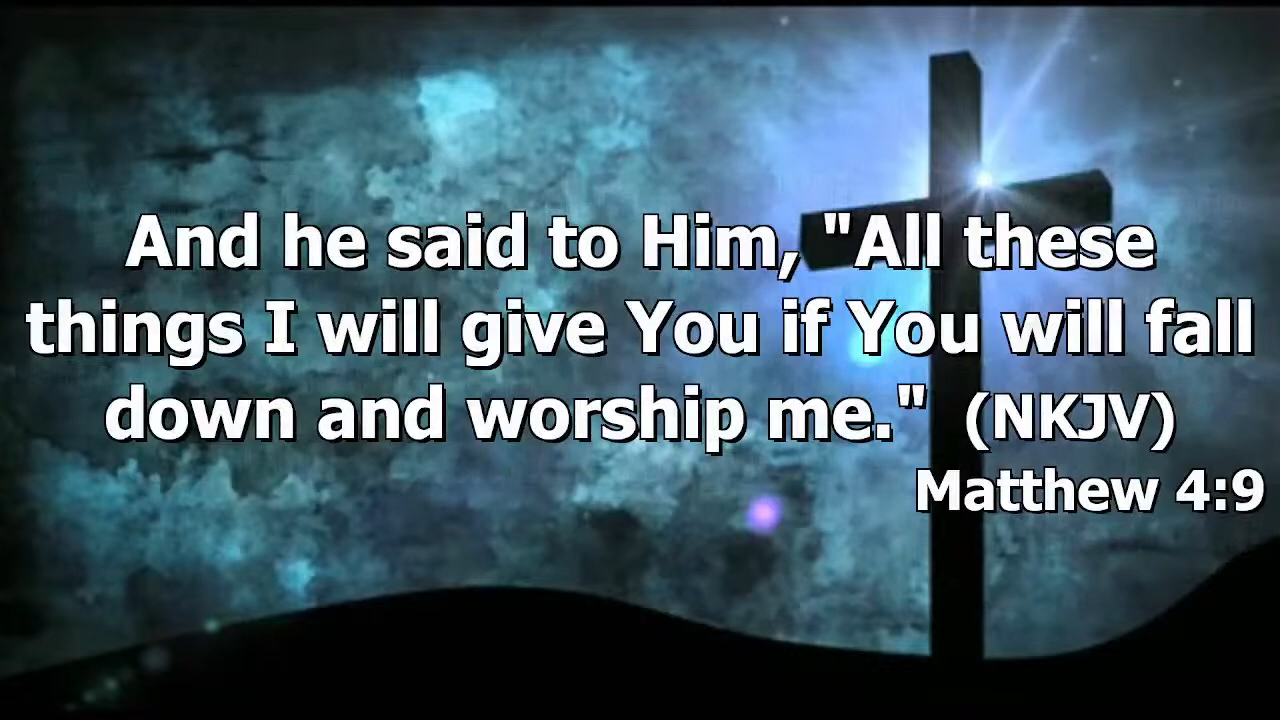 And he said to Him, "All these
things I will give You if You will fall
down and worship me." (NKJV)
Matthew 4:9